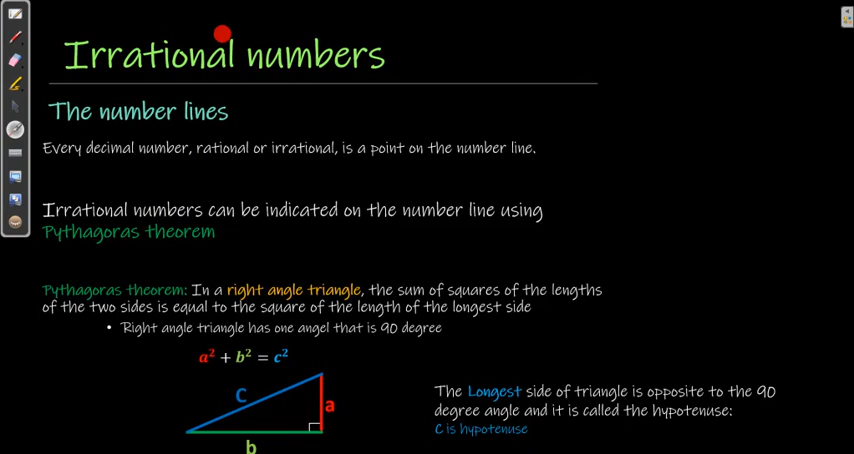 Irrational numbers
The number lines
Every decimal number, rational or irrational, is a point on the number line.
Irrational numbers can be indicated on the number line using
Pythagoras theorem
Pythagoras theorem: In a right angle triangle, the sum of squares of the lengths
of the two sides is equal to the square of the length of the longest side
• Right angle triangle has one angel that is 90 degree
a² + b² = c²
C
a
b
The Longest side of triangle is opposite to the 90
degree angle and it is called the hypotenuse:
C is hypotenuse